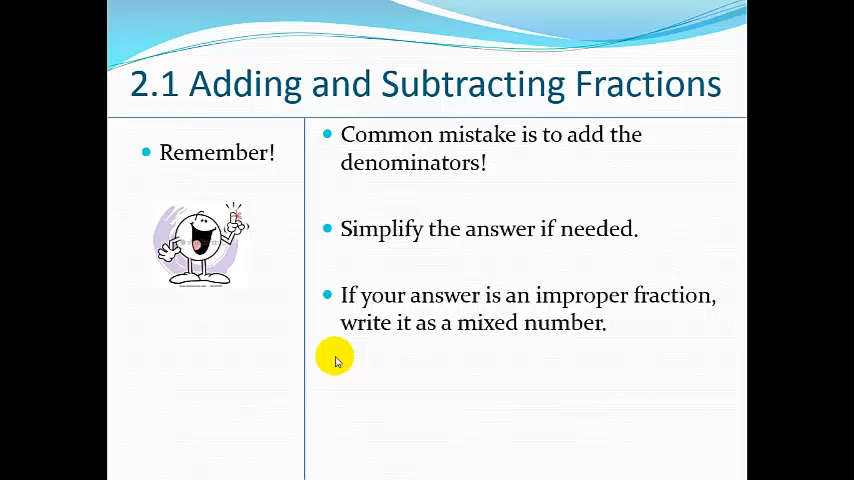 2.1 Adding and Subtracting Fractions
Remember!
Common mistake is to add the
denominators!
Simplify the answer if needed.
If your answer is an improper fraction,
write it as a mixed number.